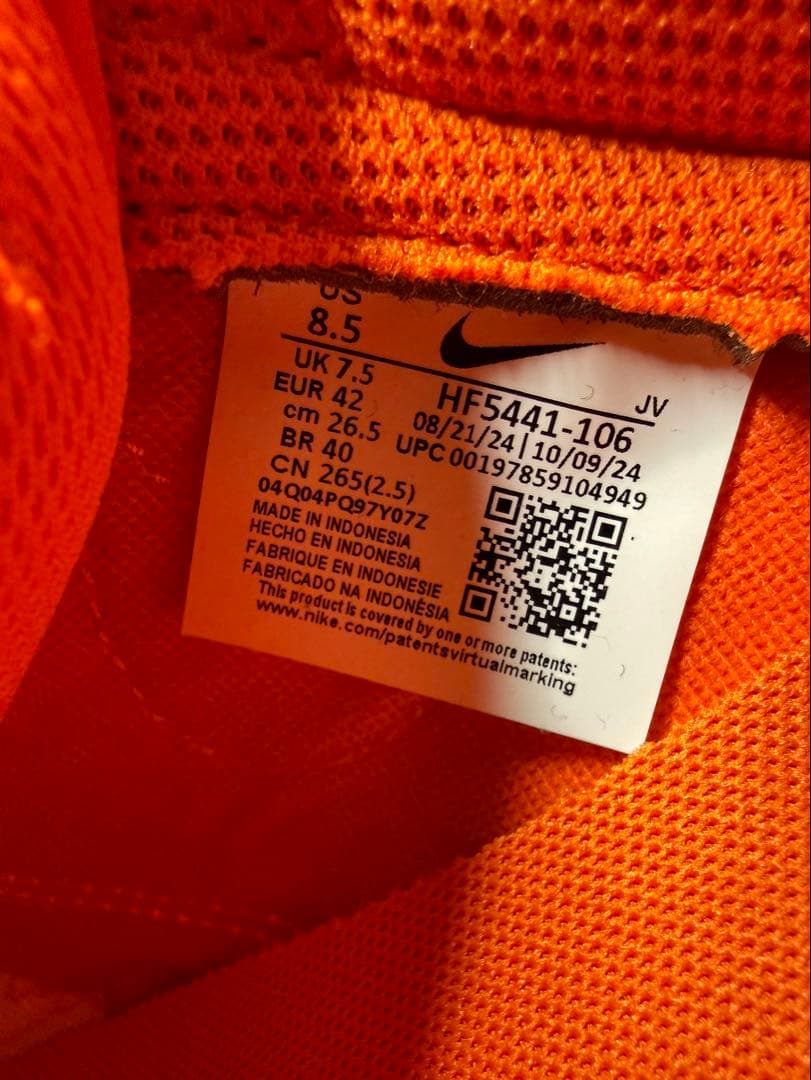 US
8.5
UK 7.5
EUR 42
cm 26.5
BR 40
CN 265(2.5)
04Q04PQ97Y07Z
MADE IN INDONESIA
HECHO EN INDONESIA
FABRIQUE EN INDONESIE
FABRICADO NA INDONÉSIA
This product is covered by one or more patents:
www.nike.com/patentsvirtualmarking
JV
HF5441-106
08/21/24 | 10/09/24
UPC 00197859104949